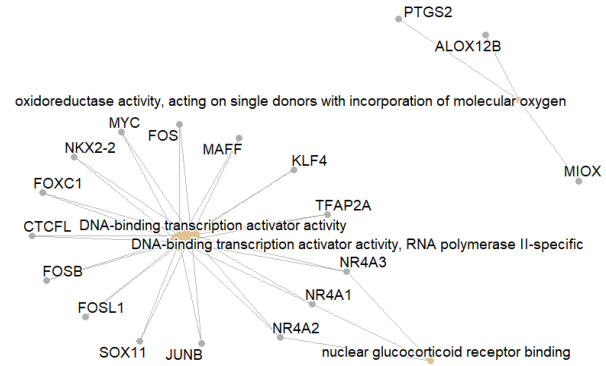 PTGS2
ALOX12B
oxidoreductase activity, acting on single donors with incorporation of molecular oxygen
MYC
FOS
NKX2-2
MAFF
KLF4
MIOX
FOXC1
TFAP2A
DNA-binding transcription activator activity
CTCFL
DNA-binding transcription activator activity, RNA polymerase II-specific
NR4A3
FOSB
NR4A1
FOSL1
NR4A2
SOX11
JUNB
nuclear glucocorticoid receptor binding